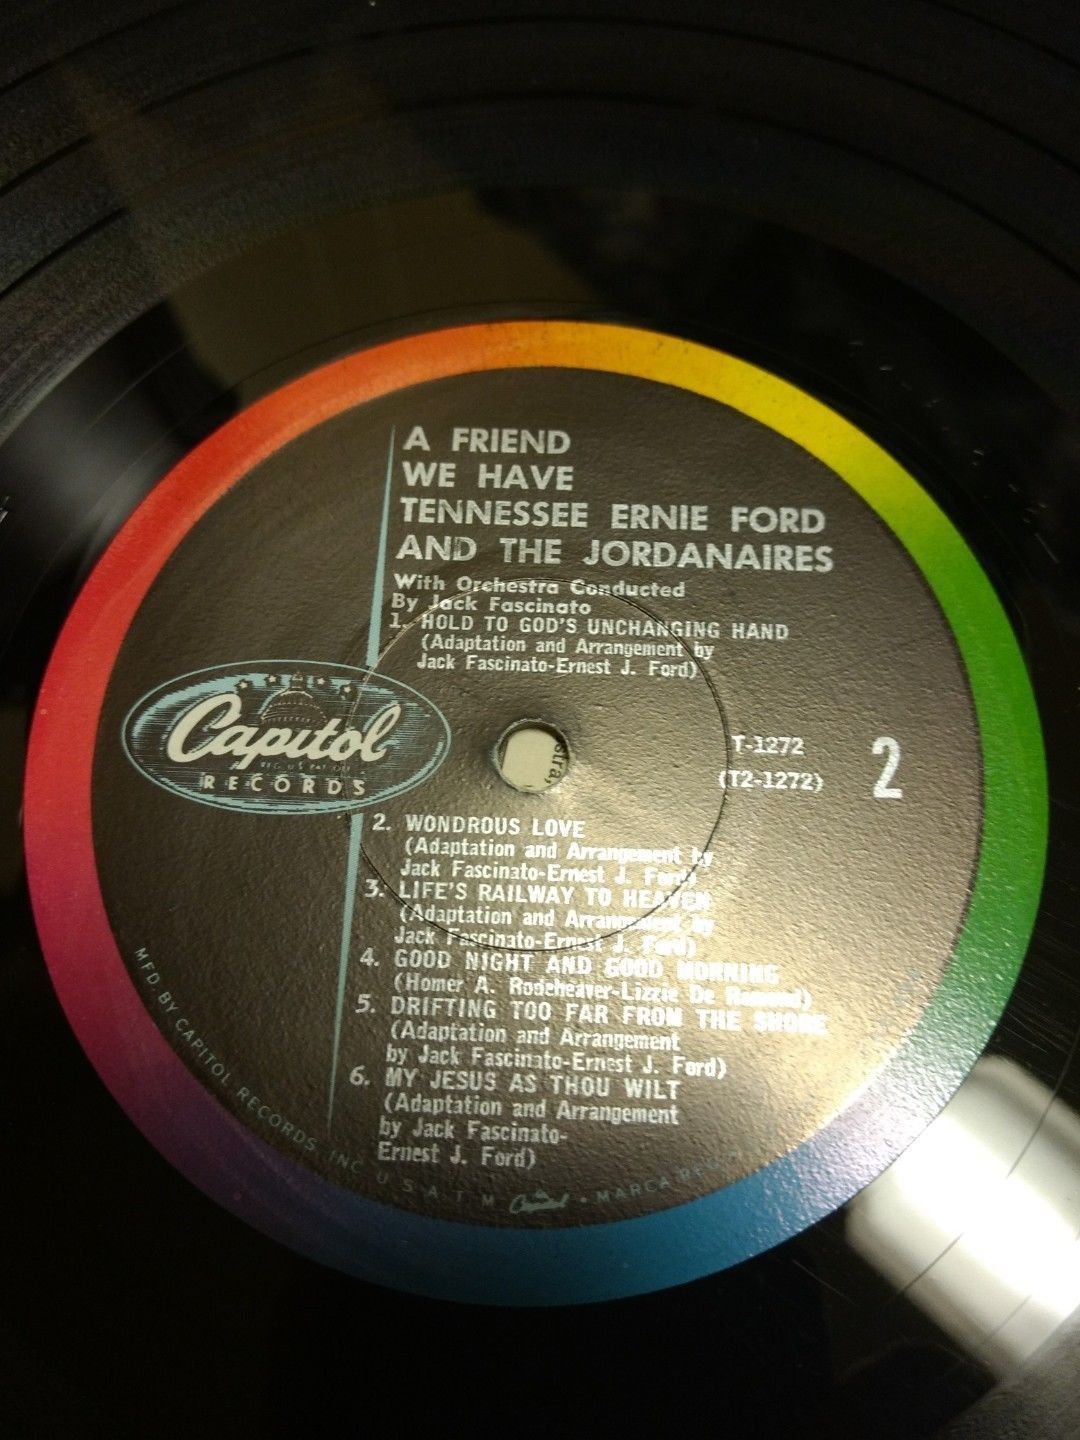 A FRIEND
WE HAVE
TENNESSEE ERNIE FORD
AND THE JORDANAIRES
With Orchestra Conducted
By Jack Fascinato
1. HOLD TO GOD'S UNCHANGING HAND
(Adaptation and Arrangement by
Jack Fascinato-Ernest J. Ford)
Capitol
RECORDS
T-1272
(T2-1272)
2
2. WONDROUS LOVE
(Adaptation and Arrangement by
Jack Fascinato-Ernest J. Ford)
3. LIFE'S RAILWAY TO HEAVEN
(Adaptation and Arrangement by
Jack Fascinato-Ernest J. Ford)
4. GOOD NIGHT AND GOOD MORNING
(Homer A. Rodeheaver-Lizzie De Armond)
5. DRIFTING TOO FAR FROM THE SHORE
(Adaptation and Arrangement
by Jack Fascinato-Ernest J. Ford)
6. MY JESUS AS THOU WILT
(Adaptation and Arrangement
by Jack Fascinato-
Ernest J. Ford)
MFD. BY CAPITOL RECORDS, INC. U.S.A. T.M. Capitol • MARCA